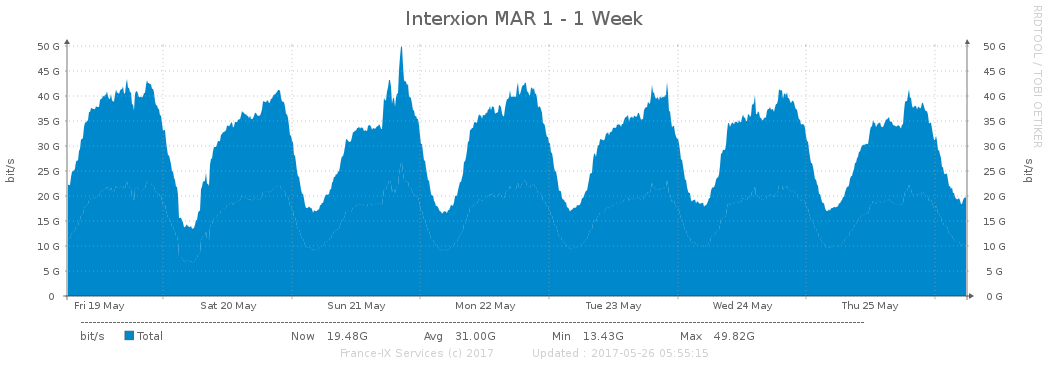 Interxion MAR 1 - 1 Week
RRDTOOL / TOBI OETIKER
bit/s
50 G 50 G
45 G 45 G
40 G 40 G
35 G 35 G
30 G 30 G
25 G 25 G
20 G 20 G
15 G 15 G
10 G 10 G
5 G 5 G
0 0 G
bit/s
Fri 19 May Sat 20 May Sun 21 May Mon 22 May Tue 23 May Wed 24 May Thu 25 May
bit/s Total Now 19.48G Avg 31.00G Min 13.43G Max 49.82G
France-IX Services (c) 2017 Updated : 2017-05-26 05:55:15